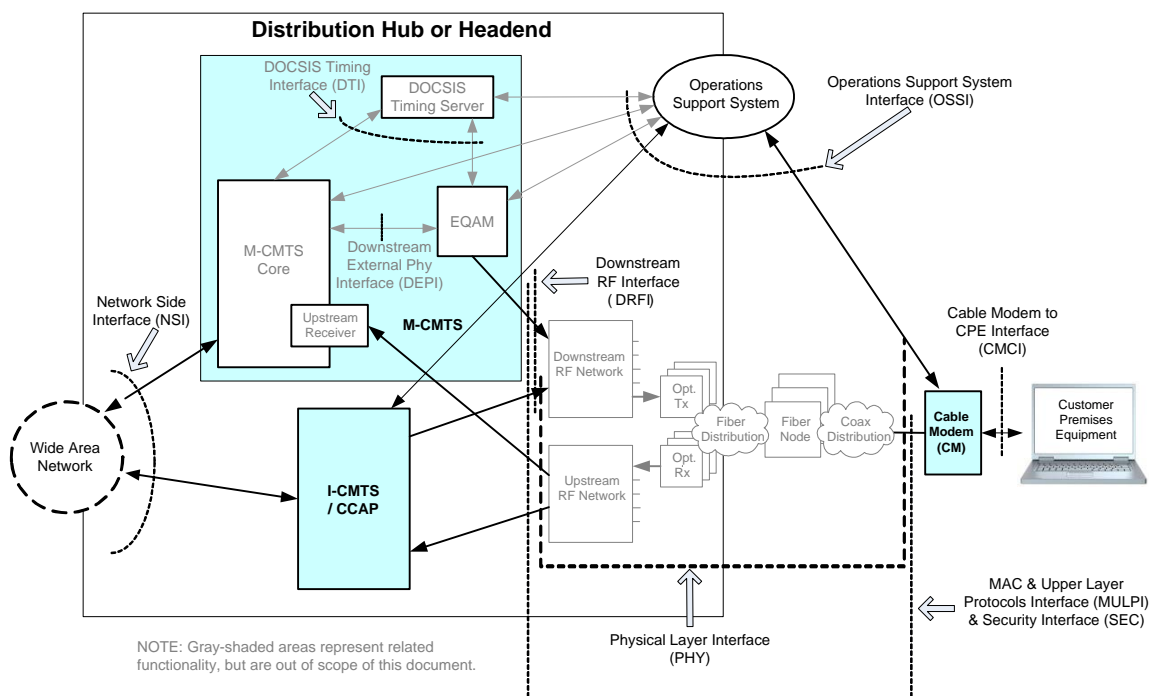 Distribution Hub or Headend
DOCSIS Timing
Interface (DTI)
DOCSIS
Timing Server
Operations
Support System
Operations Support System
Interface (OSSI)
M-CMTS
Core
EQAM
Downstream
External Phy
Interface (DEPI)
Upstream
Receiver
M-CMTS
Network Side
Interface (NSI)
Downstream
RF Interface
( DRFI)
Cable Modem to
CPE Interface
(CMCI)
Downstream
RF Network
Opt.
Tx
Fiber
Distribution
Fiber
Node
Coax
Distribution
Cable
Modem
(CM)
Customer
Premises
Equipment
Wide Area
Network
I-CMTS
/ CCAP
Upstream
RF Network
Opt.
Rx
MAC & Upper Layer
Protocols Interface (MULPI)
& Security Interface (SEC)
Physical Layer Interface
(PHY)
NOTE: Gray-shaded areas represent related
functionality, but are out of scope of this document.